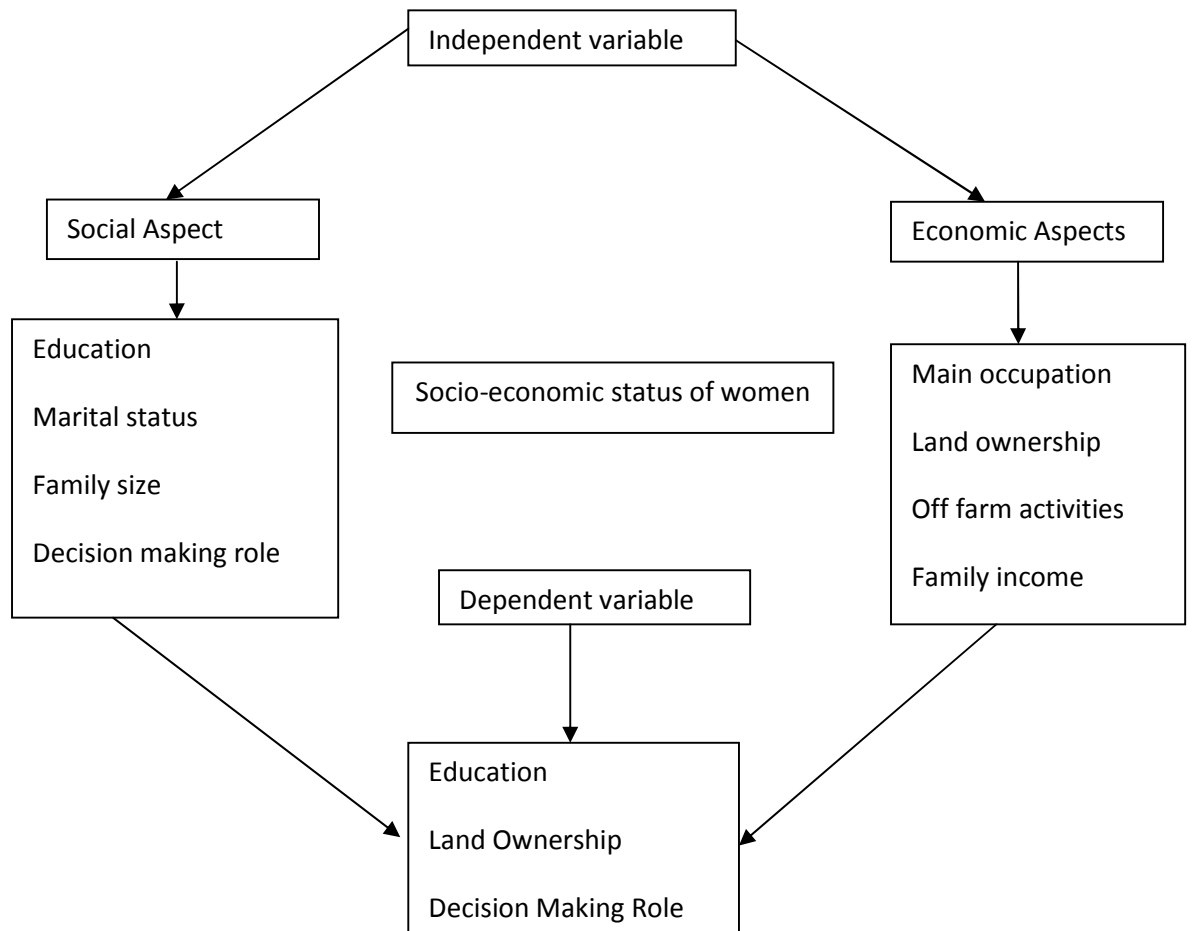 Independent variable
Social Aspect
Economic Aspects
Education
Marital status
Family size
Decision making role
Socio-economic status of women
Main occupation
Land ownership
Off farm activities
Family income
Dependent variable
Education
Land Ownership
Decision Making Role